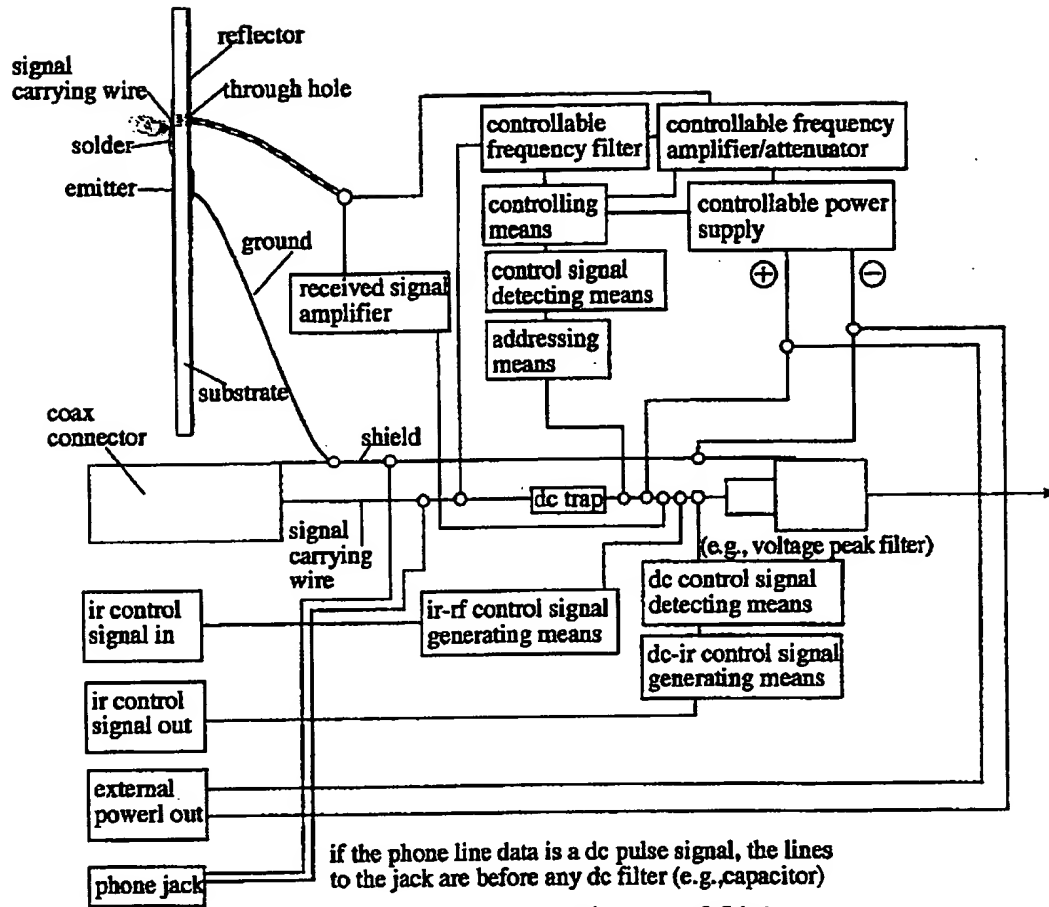 reflector
signal
carrying wire
through hole
solder
emitter
ground
substrate
received signal
amplifier
controllable
frequency filter
controllable frequency
amplifier/attenuator
controlling
means
controllable power
supply
control signal
detecting means
addressing
means
+
−
coax
connector
shield
dc trap
signal
carrying
wire
(e.g., voltage peak filter)
dc control signal
detecting means
ir control
signal in
ir-rf control signal
generating means
dc-ir control signal
generating means
ir control
signal out
external
powerl out
phone jack
if the phone line data is a dc pulse signal, the lines
to the jack are before any dc filter (e.g.,capacitor)